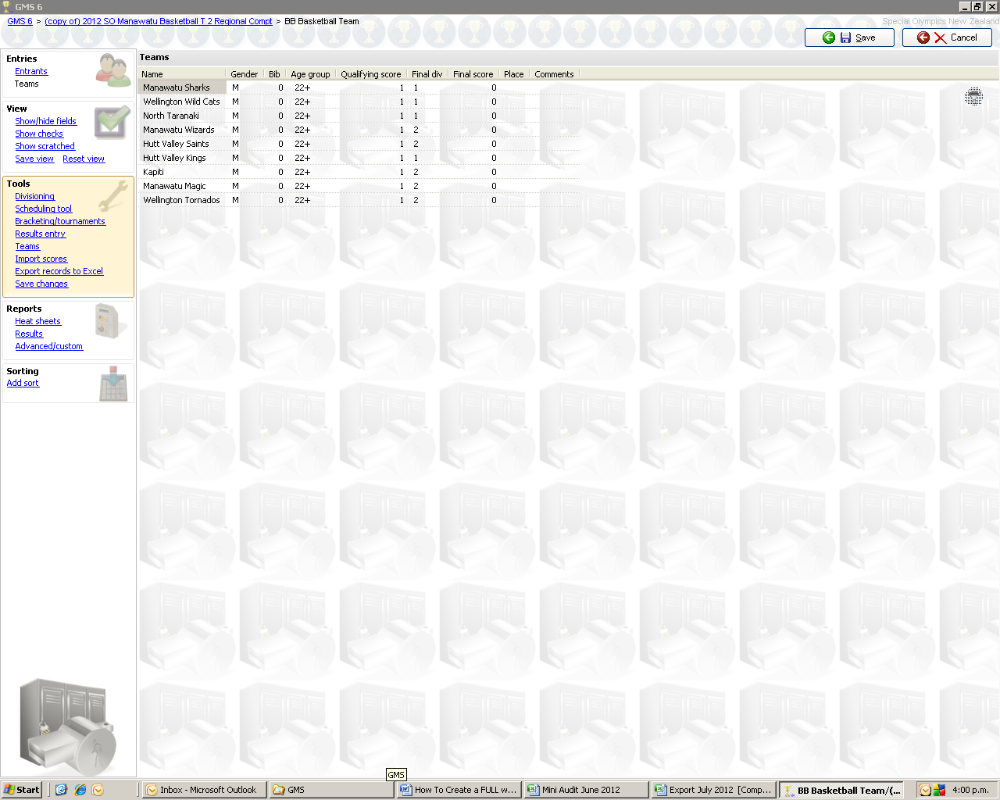 GMS 6
GMS 6 > (copy of) 2012 SO Manawatu Basketball T 2 Regional Compt > BB Basketball Team
Special Olympics New Zealand
Save
Cancel
Entries
Entrants
Teams
View
Show/hide fields
Show checks
Show scratched
Save view Reset view
Tools
Divisioning
Scheduling tool
Bracketing/tournaments
Results entry
Teams
Import scores
Export records to Excel
Save changes
Reports
Heat sheets
Results
Advanced/custom
Sorting
Add sort
Teams
Name Gender Bib Age group Qualifying score Final div Final score Place Comments
Manawatu Sharks M 0 22+ 1 1 0
Wellington Wild Cats M 0 22+ 1 1 0
North Taranaki M 0 22+ 1 1 0
Manawatu Wizards M 0 22+ 1 2 0
Hutt Valley Saints M 0 22+ 1 2 0
Hutt Valley Kings M 0 22+ 1 1 0
Kapiti M 0 22+ 1 2 0
Manawatu Magic M 0 22+ 1 2 0
Wellington Tornados M 0 22+ 1 2 0
GMS
Start
Inbox - Microsoft Outlook
GMS
How To Create a FULL w...
Mini Audit June 2012
Export July 2012 [Comp...
BB Basketball Team/(...
4:00 p.m.